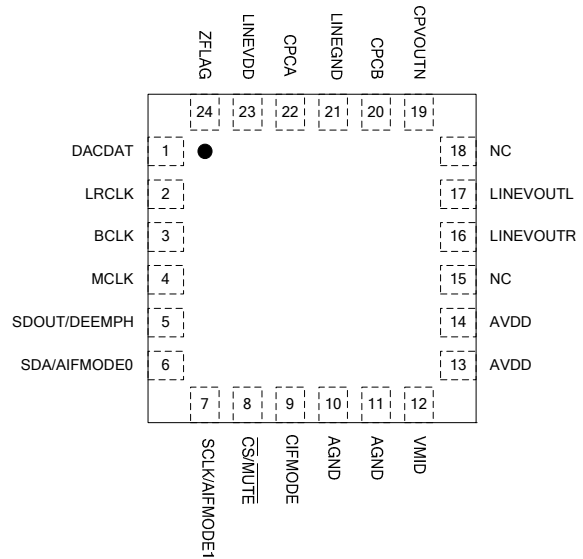 ZFLAG
LINEVDD
CPCA
LINEGND
CPCB
CPVOUTN
24 23 22 21 20 19
DACDAT 1 18 NC
LRCLK 2 17 LINEVOUTL
BCLK 3 16 LINEVOUTR
MCLK 4 15 NC
SDOUT/DEEMPH 5 14 AVDD
SDA/AIFMODE0 6 13 AVDD
7 8 9 10 11 12
SCLK/AIFMODE1
CS/MUTE
CIFMODE
AGND
AGND
VMID